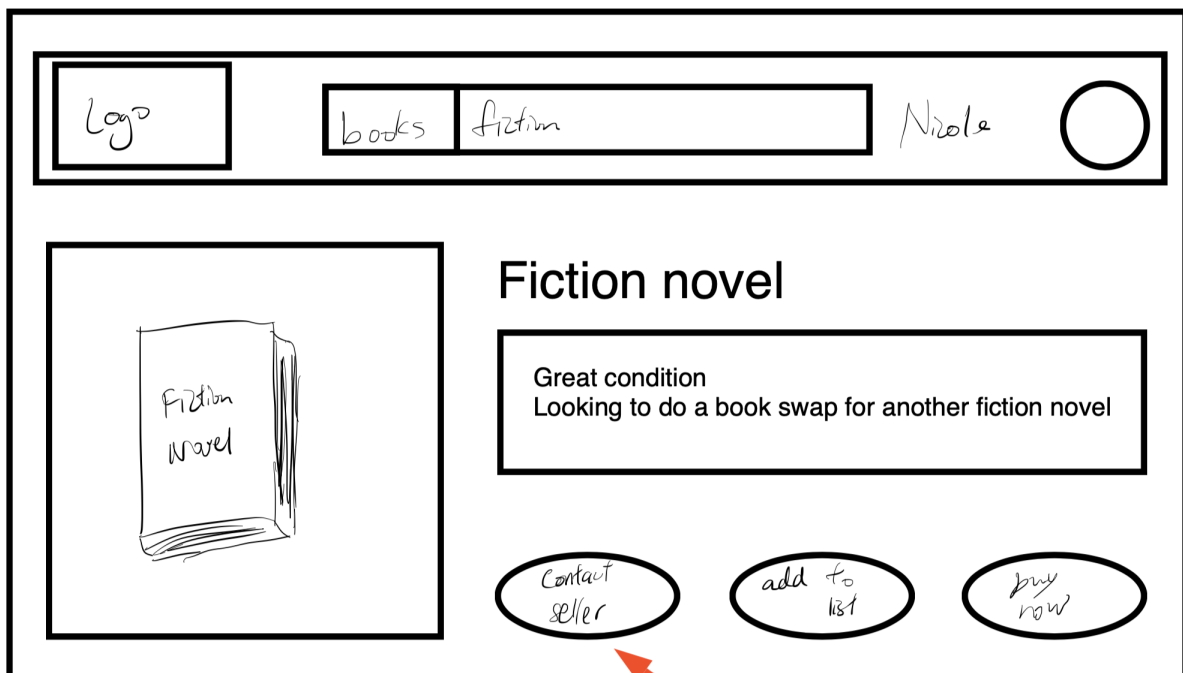 Logo
books
fiction
Nicole
Fiction novel
Great condition
Looking to do a book swap for another fiction novel
Fiction
novel
Contact
seller
add to
list
buy
now